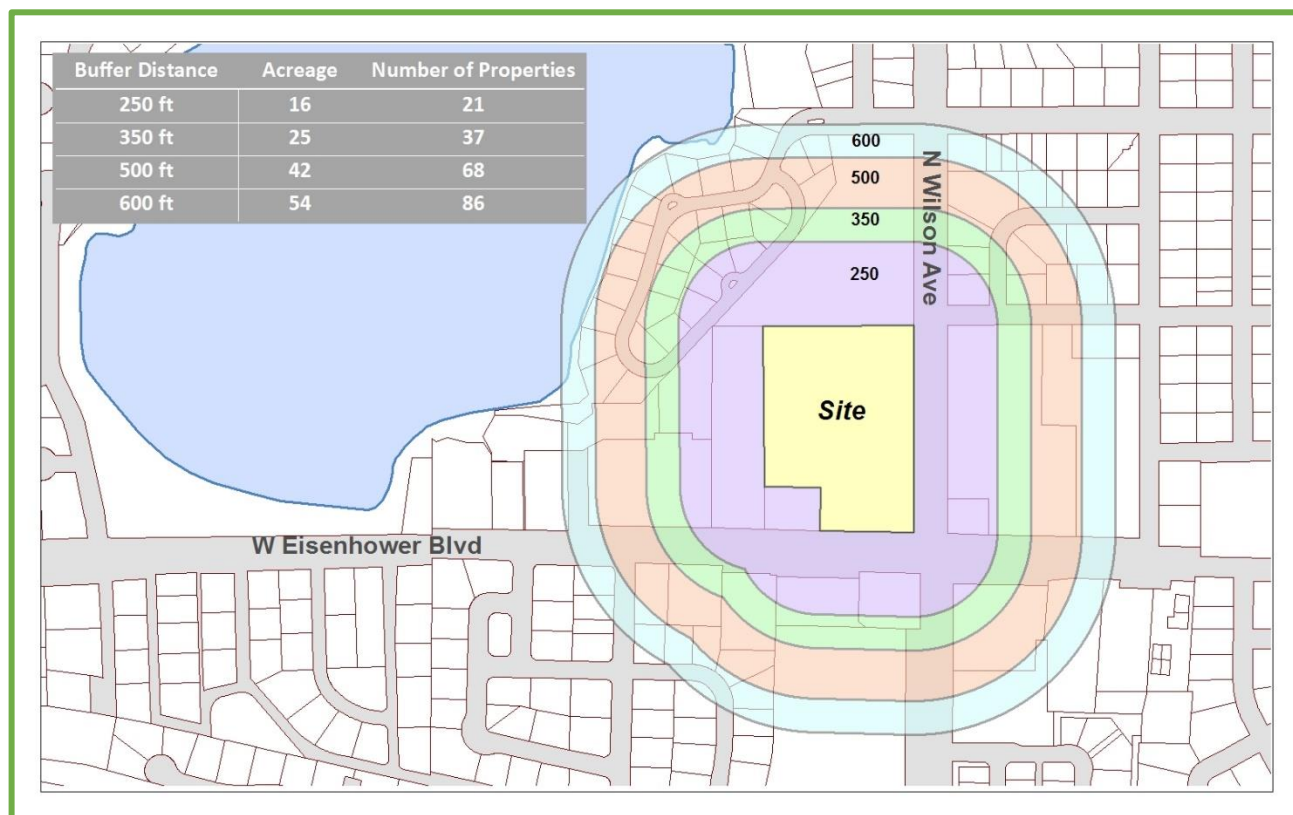 Buffer Distance Acreage Number of Properties
250 ft 16 21
350 ft 25 37
500 ft 42 68
600 ft 54 86
600
500
350
250
N Wilson Ave
Site
W Eisenhower Blvd